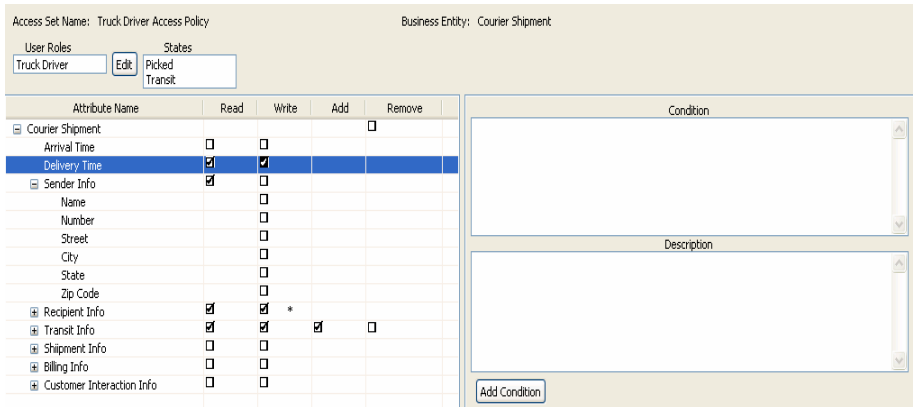 Access Set Name: Truck Driver Access Policy Business Entity: Courier Shipment
User Roles States
Truck Driver Edit Picked
Transit
Attribute Name Read Write Add Remove Condition
Courier Shipment
Arrival Time
Delivery Time
Sender Info
Name
Number
Street
City Description
State
Zip Code
Recipient Info *
Transit Info
Shiipment Info
Billing Info
Customer Interaction Info Add Condition